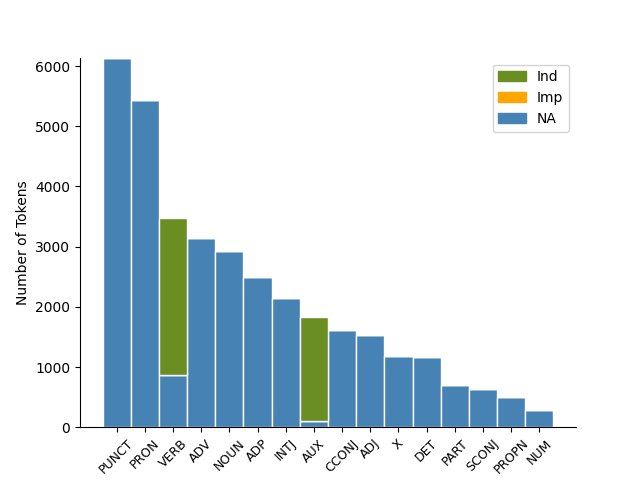 Ind
Imp
NA
Number of Tokens
6000
5000
4000
3000
2000
1000
0
PUNCT
PRON
VERB
ADV
NOUN
ADP
INTJ
AUX
CCONJ
ADJ
X
DET
PART
SCONJ
PROPN
NUM